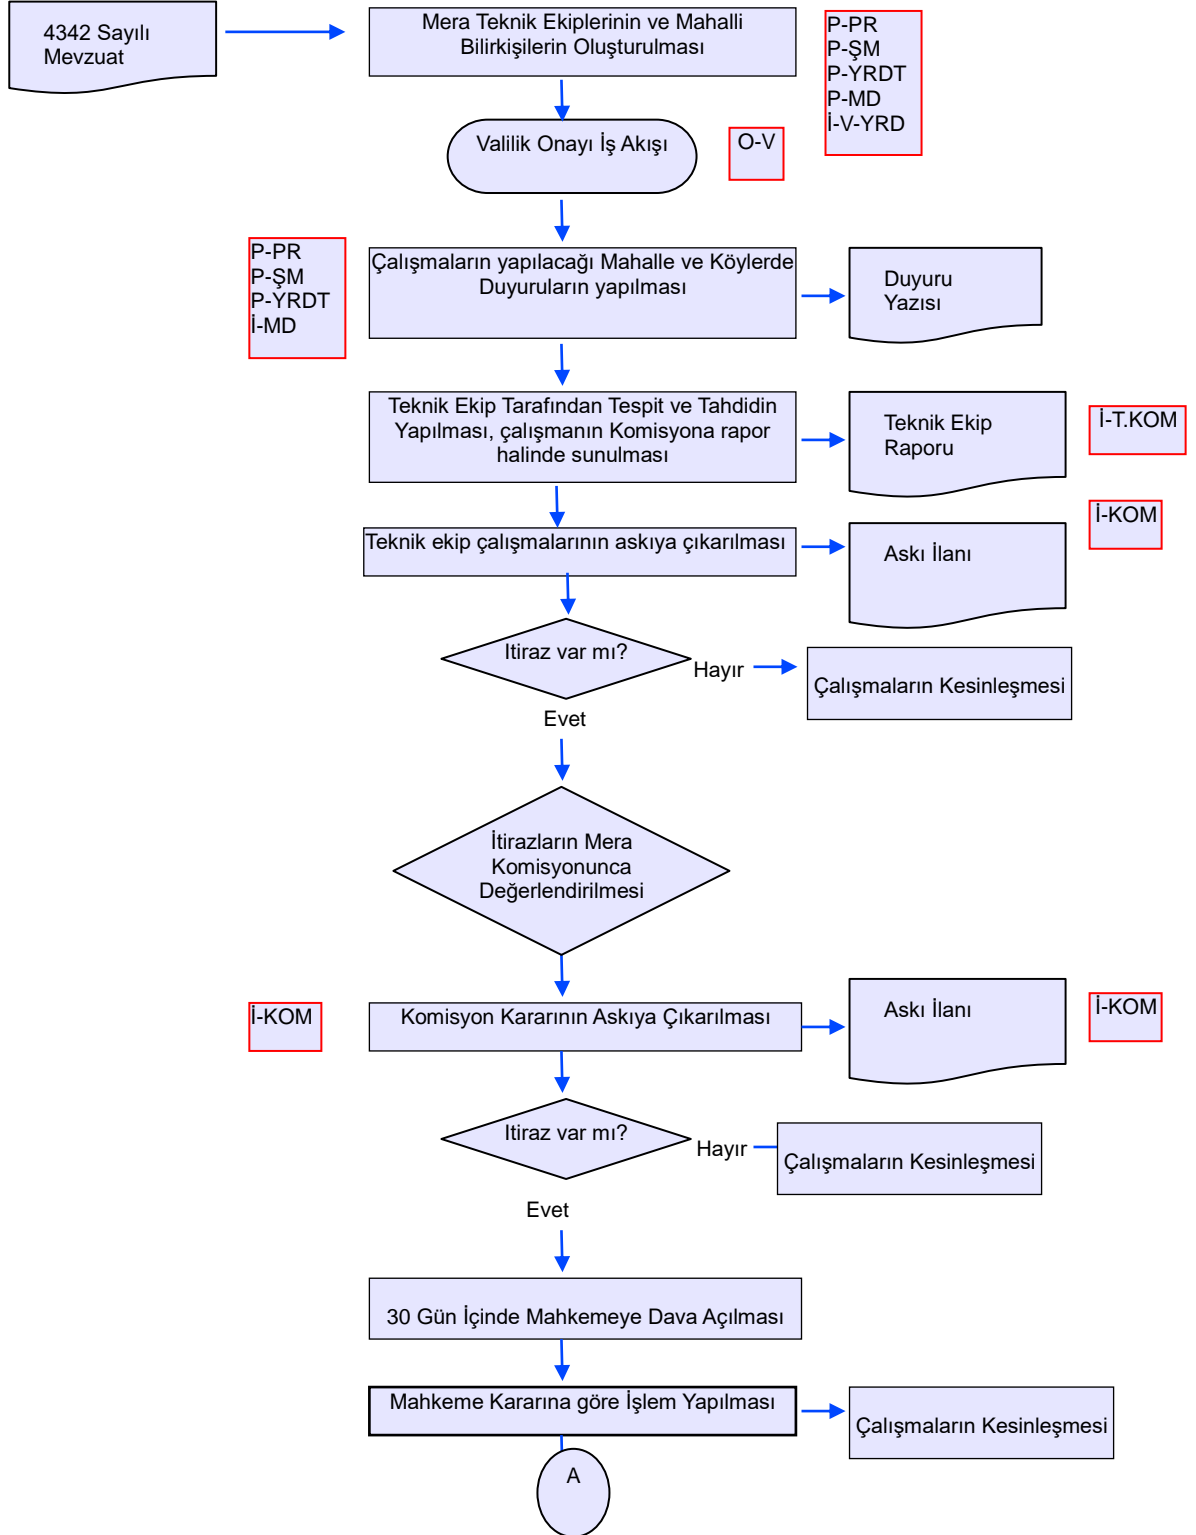 4342 Sayılı
Mevzuat
Mera Teknik Ekiplerinin ve Mahalli
Bilirkişilerin Oluşturulması
P-PR
P-ŞM
P-YRDT
P-MD
İ-V-YRD
Valilik Onayı İş Akışı
O-V
P-PR
P-ŞM
P-YRDT
İ-MD
Çalışmaların yapılacağı Mahalle ve Köylerde
Duyuruların yapılması
Duyuru
Yazısı
Teknik Ekip Tarafından Tespit ve Tahdidin
Yapılması, çalışmanın Komisyona rapor
halinde sunulması
Teknik Ekip
Raporu
İ-T.KOM
Teknik ekip çalışmalarının askıya çıkarılması
Askı İlanı
İ-KOM
Itiraz var mı?
Hayır
Çalışmaların Kesinleşmesi
Evet
İtirazların Mera
Komisyonunca
Değerlendirilmesi
İ-KOM
Komisyon Kararının Askıya Çıkarılması
Askı İlanı
İ-KOM
Itiraz var mı?
Hayır
Çalışmaların Kesinleşmesi
Evet
30 Gün İçinde Mahkemeye Dava Açılması
Mahkeme Kararına göre İşlem Yapılması
Çalışmaların Kesinleşmesi
A